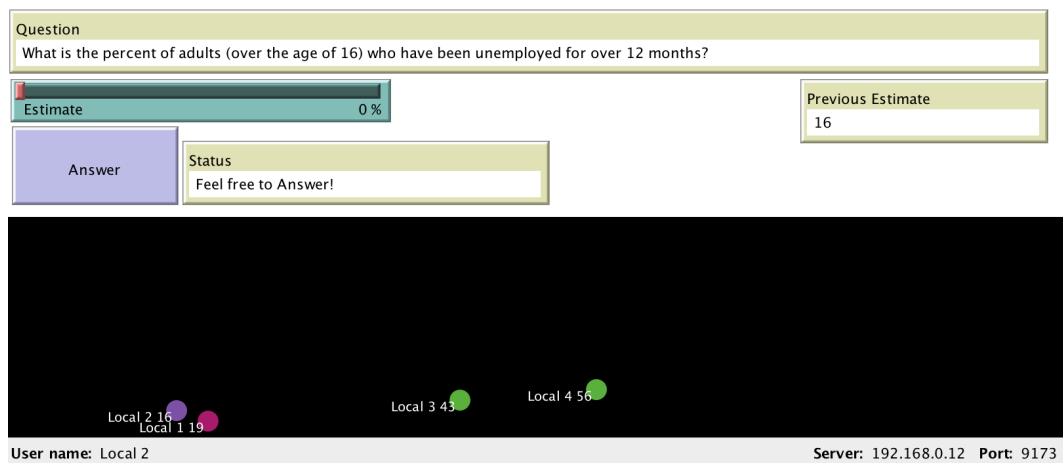 Question
What is the percent of adults (over the age of 16) who have been unemployed for over 12 months?
Estimate 0 %
Previous Estimate
16
Answer
Status
Feel free to Answer!
Local 4 56
Local 3 43
Local 2 16
Local 1 19
User name: Local 2 Server: 192.168.0.12 Port: 9173